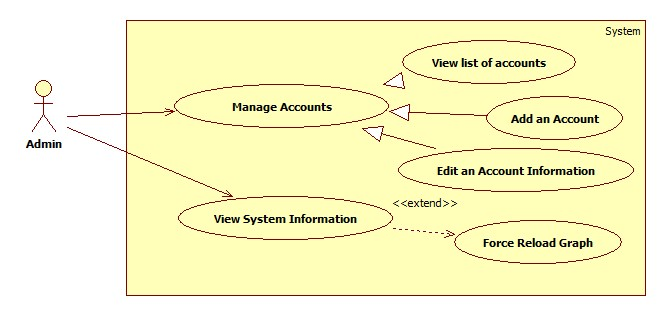 System
View list of accounts
Manage Accounts
Add an Account
Admin
Edit an Account Information
<<extend>>
View System Information
Force Reload Graph